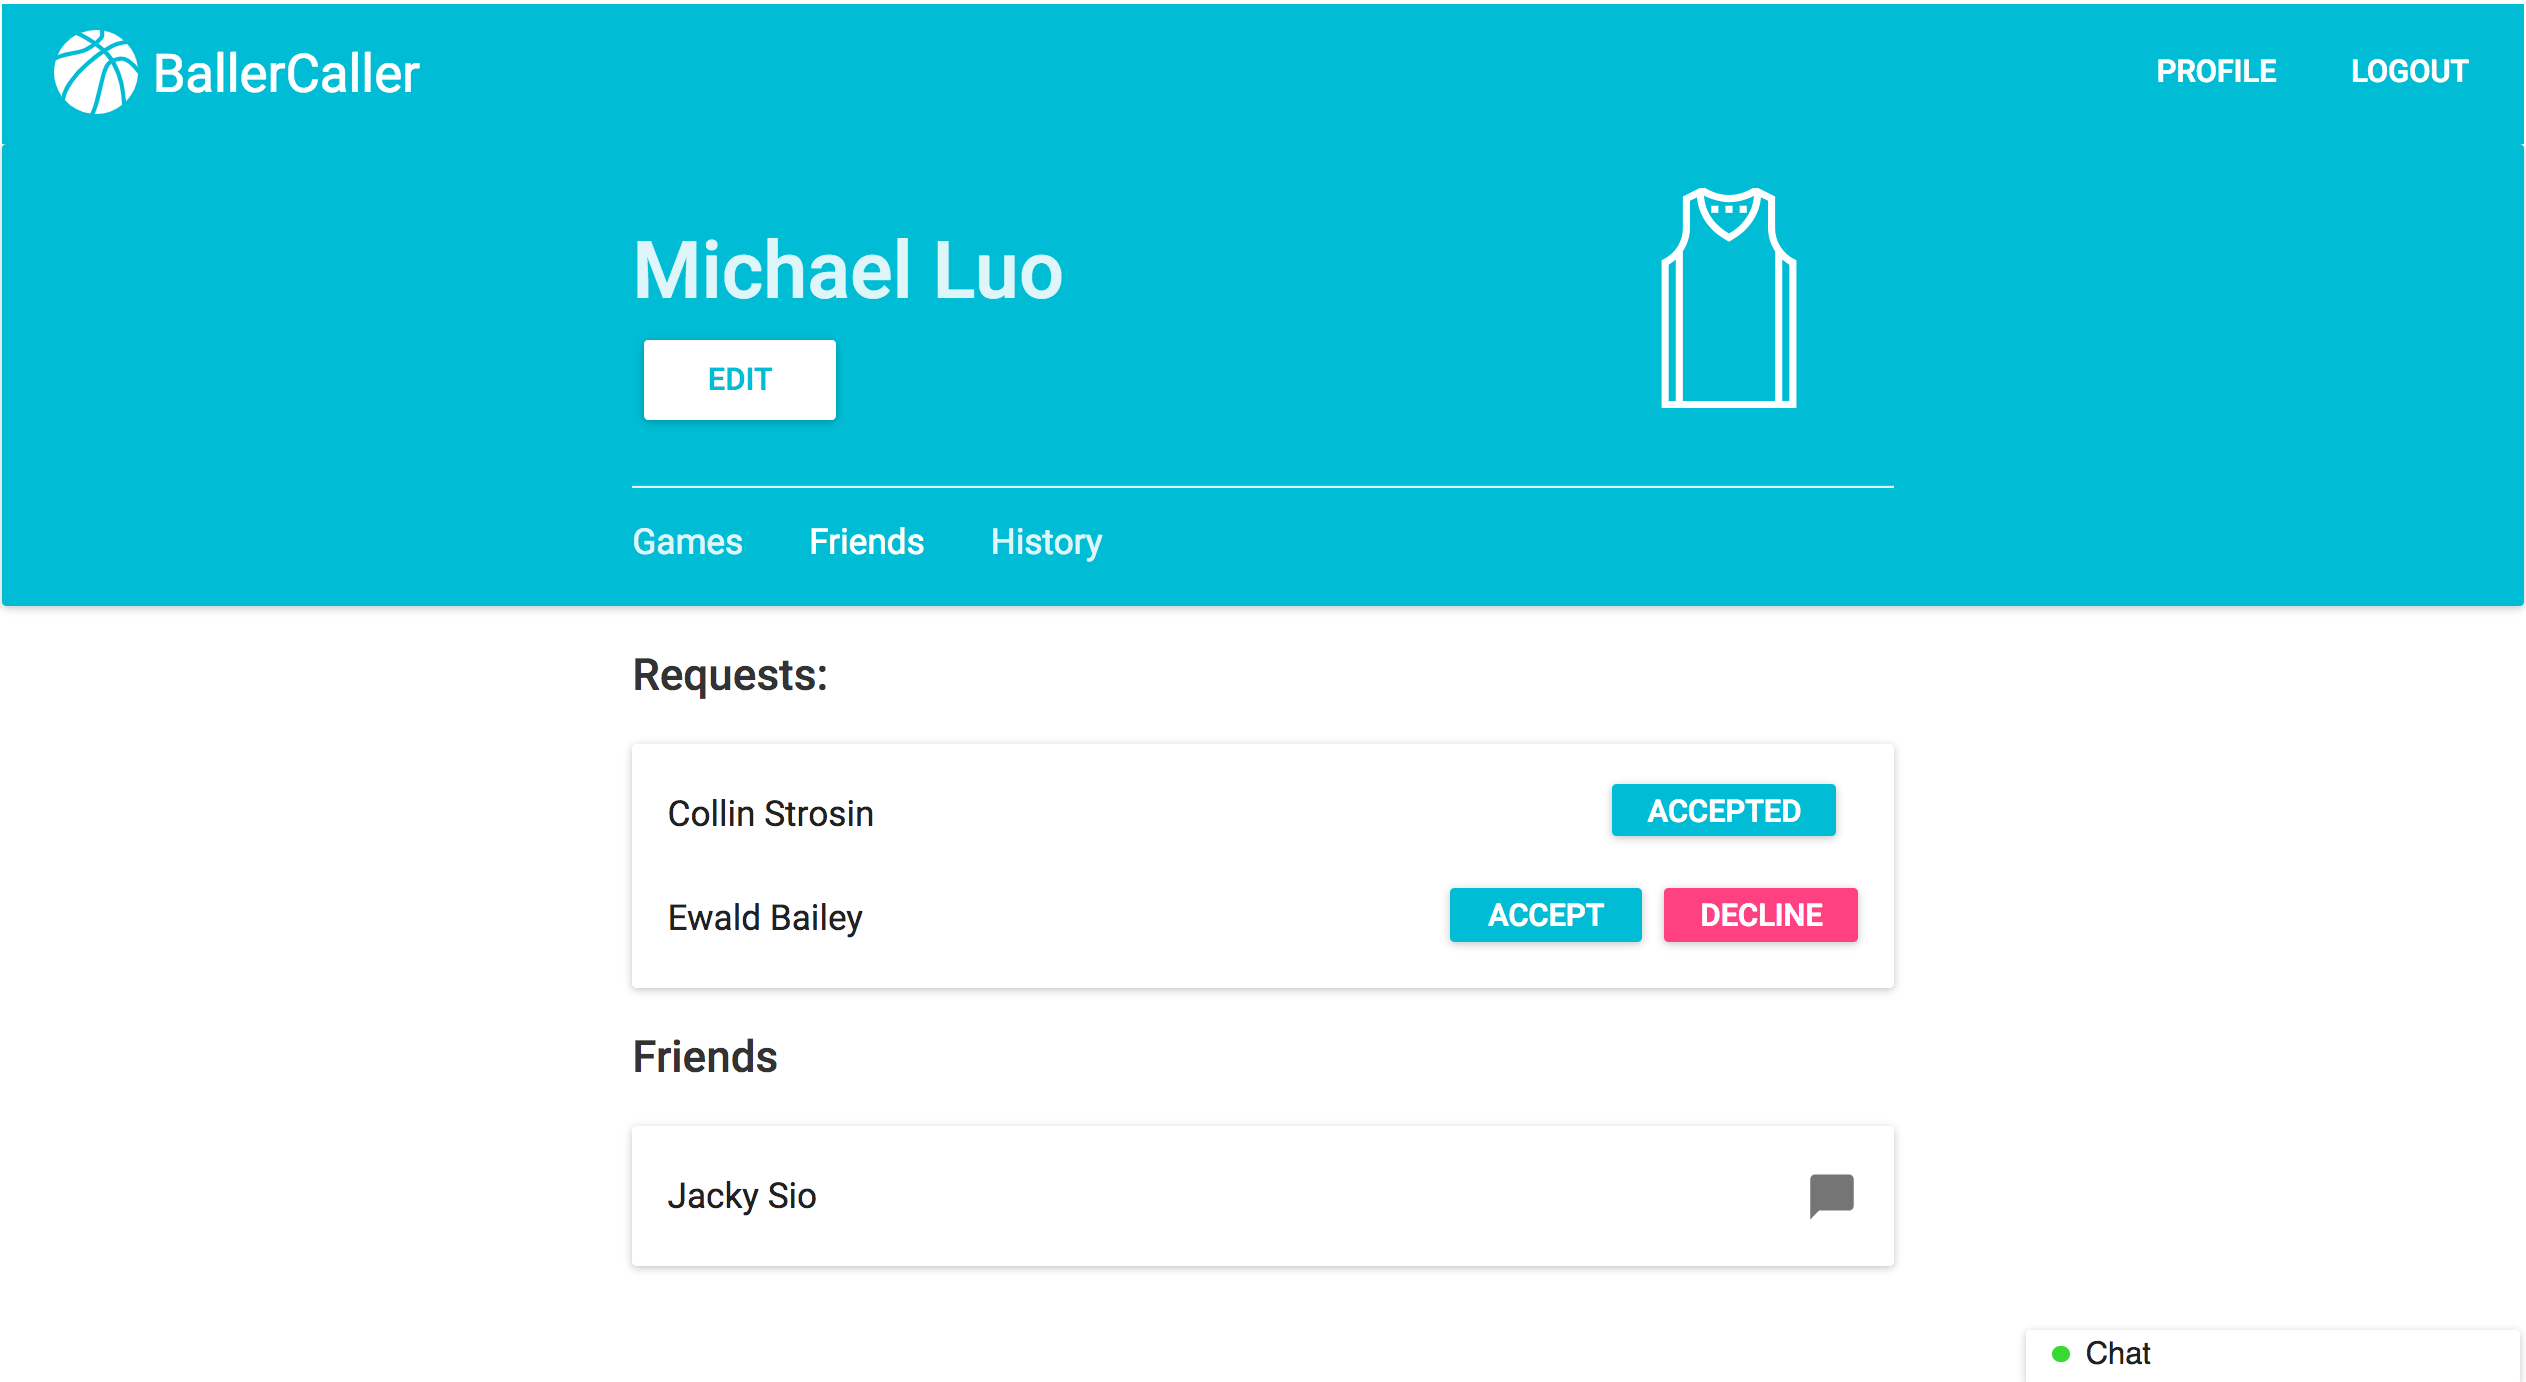 BallerCaller PROFILE LOGOUT
Michael Luo
EDIT
Games Friends History
Requests:
Collin Strosin ACCEPTED
Ewald Bailey ACCEPT DECLINE
Friends
Jacky Sio
Chat